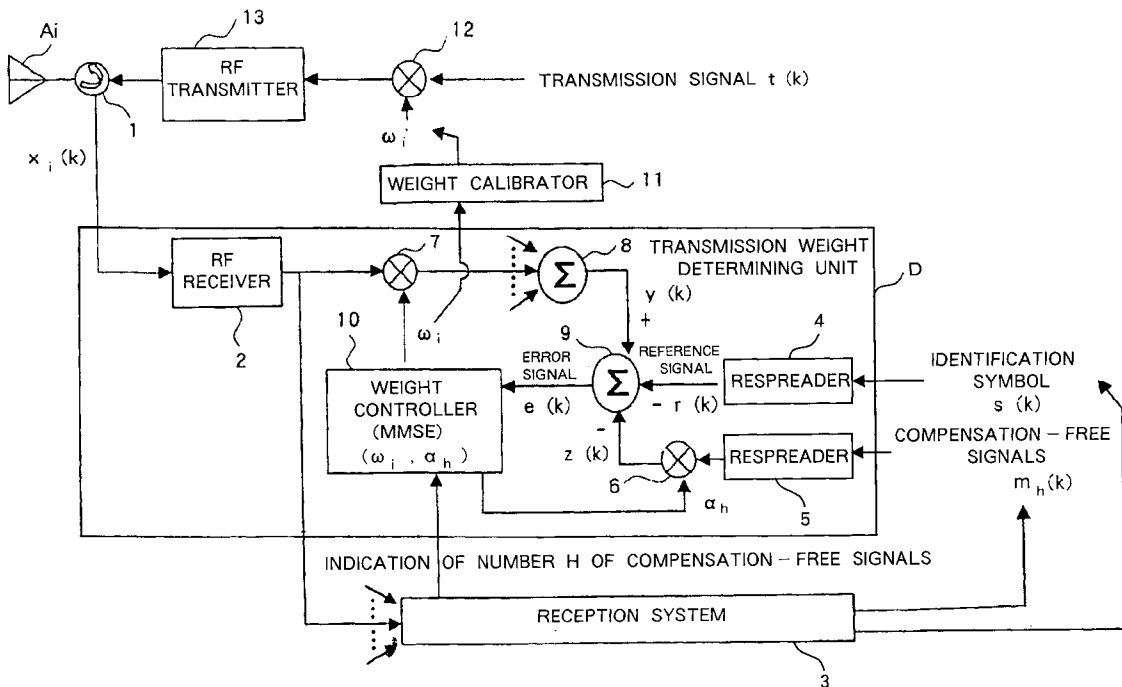 13
Ai
12
RF
TRANSMITTER
TRANSMISSION SIGNAL t (k)
1
ω i'
x i (k)
WEIGHT CALIBRATOR
11
7
8
TRANSMISSION WEIGHT
DETERMINING UNIT
D
RF
RECEIVER
Σ
y (k)
+
2
ω i
10
9
4
ERROR
SIGNAL
REFERENCE
SIGNAL
IDENTIFICATION
SYMBOL
s (k)
WEIGHT
CONTROLLER
(MMSE)
(ω i , α h )
Σ
RESPREADER
e (k)
− r (k)
−
z (k)
COMPENSATION − FREE
SIGNALS
m h (k)
RESPREADER
6
α h
5
INDICATION OF NUMBER H OF COMPENSATION − FREE SIGNALS
RECEPTION SYSTEM
3